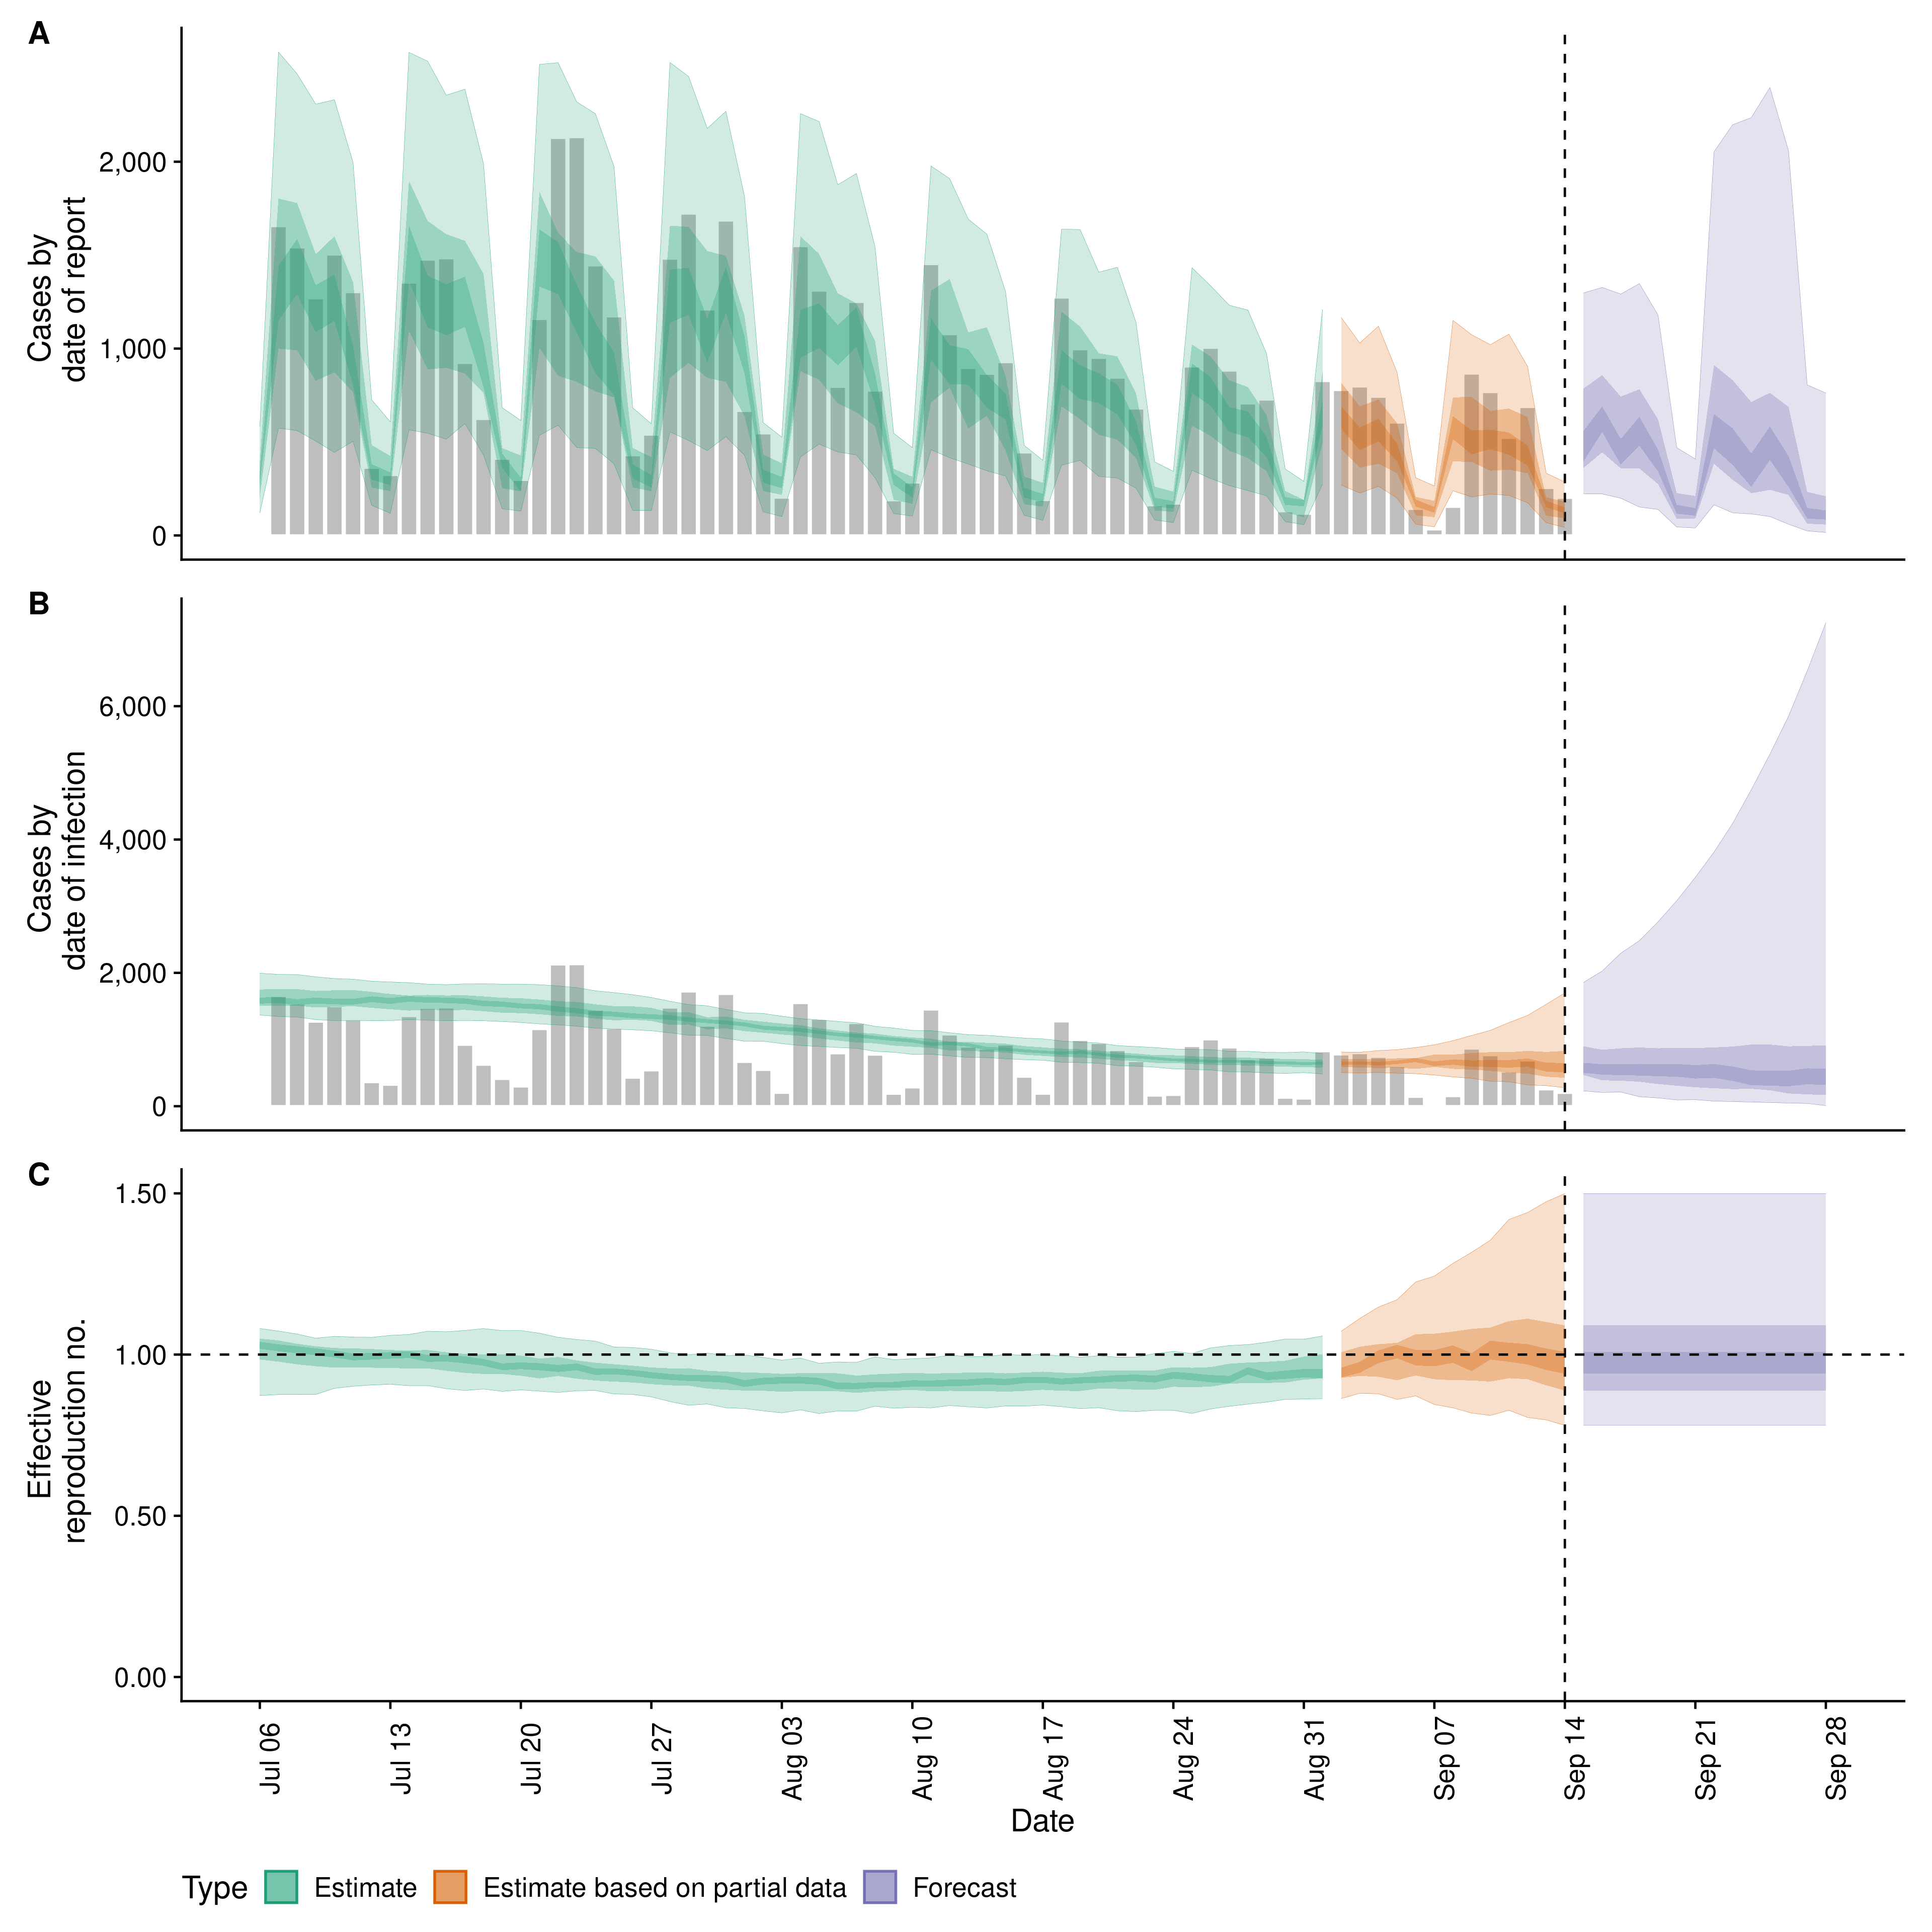 A
Cases by
date of report
2,000
1,000
0
B
Cases by
date of infection
6,000
4,000
2,000
0
C
Effective
reproduction no.
1.50
1.00
0.50
0.00
Jul 06
Jul 13
Jul 20
Jul 27
Aug 03
Aug 10
Aug 17
Aug 24
Aug 31
Sep 07
Sep 14
Sep 21
Sep 28
Date
Type Estimate Estimate based on partial data Forecast